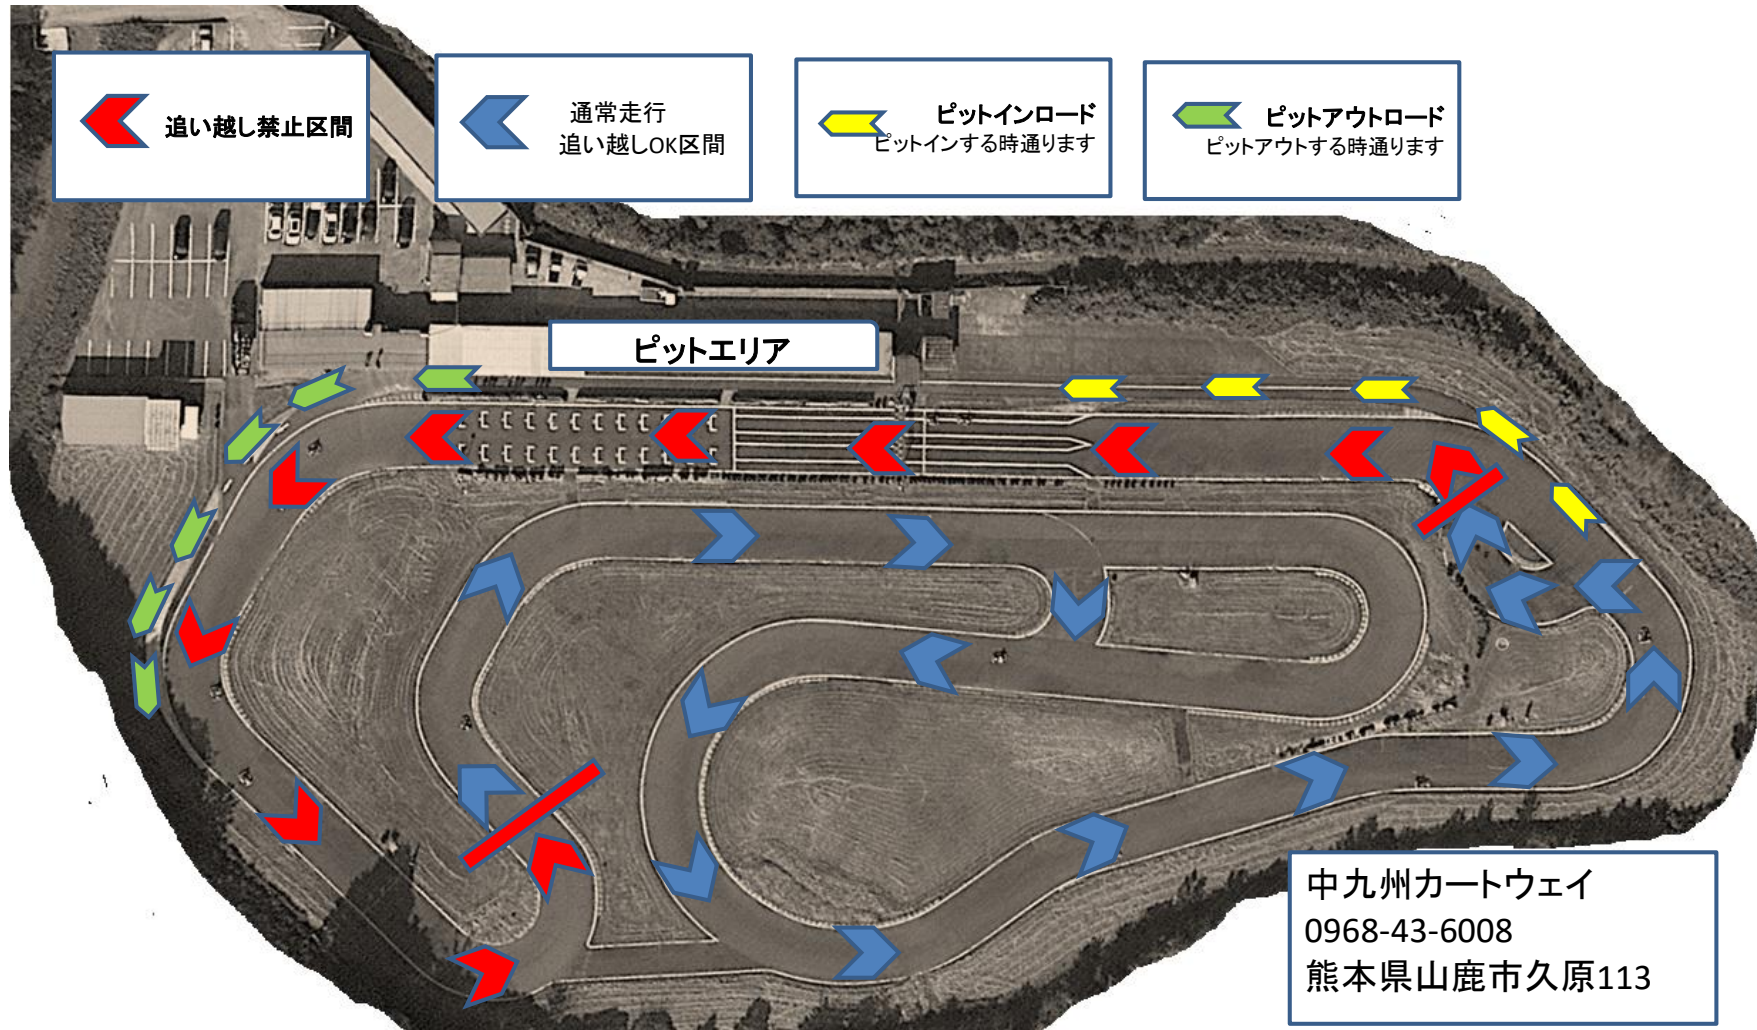 追い越し禁止区間
通常走行
追い越しOK区間
ピットインロード
ピットインする時通ります
ピットアウトロード
ピットアウトする時通ります
ピットエリア
中九州カートウェイ
0968-43-6008
熊本県山鹿市久原113